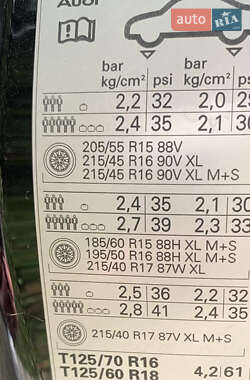 Audi
AUTO.RIA.com
bar psi bar psi
kg/cm² kg/cm²
2,2 32 2,0
2,4 35 2,1
205/55 R15 88V
215/45 R16 90V XL
215/45 R16 90V XL M+S
2,4 35 2,1 30
2,7 39 2,3 33
185/60 R15 88H XL M+S
195/50 R16 88H XL M+S
215/40 R17 87W XL
2,5 36 2,2 32
2,8 41 2,4 35
215/40 R17 87V XL M+S
T125/70 R16
T125/60 R18 4,2 61